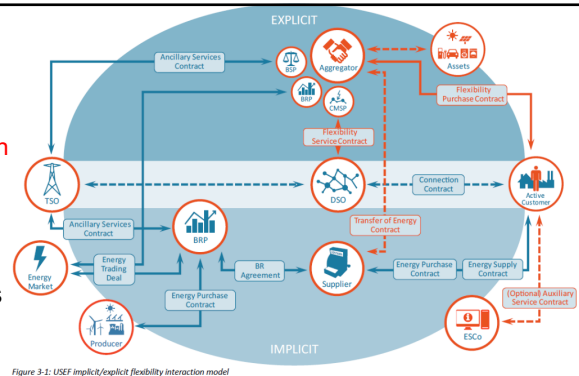 EXPLICIT
Ancillary Services
Contract
BSP
Aggregator
BRP
CMSP
Assets
Flexibility
Purchase Contract
Flexibility
Service Contract
TSO
DSO
Connection
Contract
Active
Customer
Transfer of Energy
Contract
Ancillary Services
Contract
BRP
Energy
Market
Energy
Trading
Deal
BR
Agreement
Supplier
Energy Purchase
Contract
Energy Supply
Contract
Energy Purchase
Contract
Producer
(Optional) Auxiliary
Service Contract
ESCo
IMPLICIT
Figure 3-1: USEF implicit/explicit flexibility interaction model